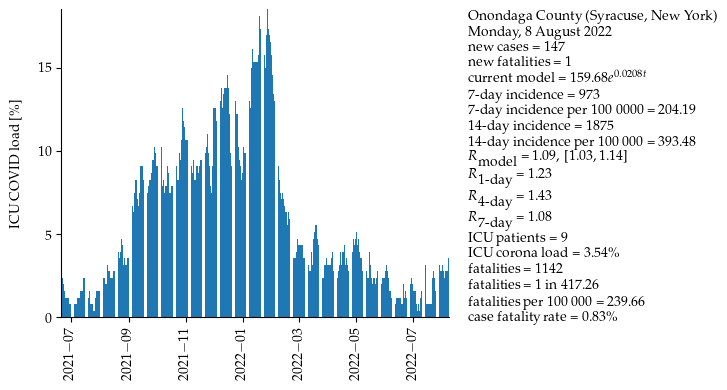 Onondaga County (Syracuse, New York)
Monday, 8 August 2022
new cases = 147
new fatalities = 1
current model = 159.68e^{0.0208t}
7-day incidence = 973
7-day incidence per 100 0000 = 204.19
14-day incidence = 1875
14-day incidence per 100 000 = 393.48
R_model = 1.09, [1.03, 1.14]
R_1-day = 1.23
R_4-day = 1.43
R_7-day = 1.08
ICU patients = 9
ICU corona load = 3.54%
fatalities = 1142
fatalities = 1 in 417.26
fatalities per 100 000 = 239.66
case fatality rate = 0.83%
ICU COVID load [%]
15
10
5
0
2021−07
2021−09
2021−11
2022−01
2022−03
2022−05
2022−07